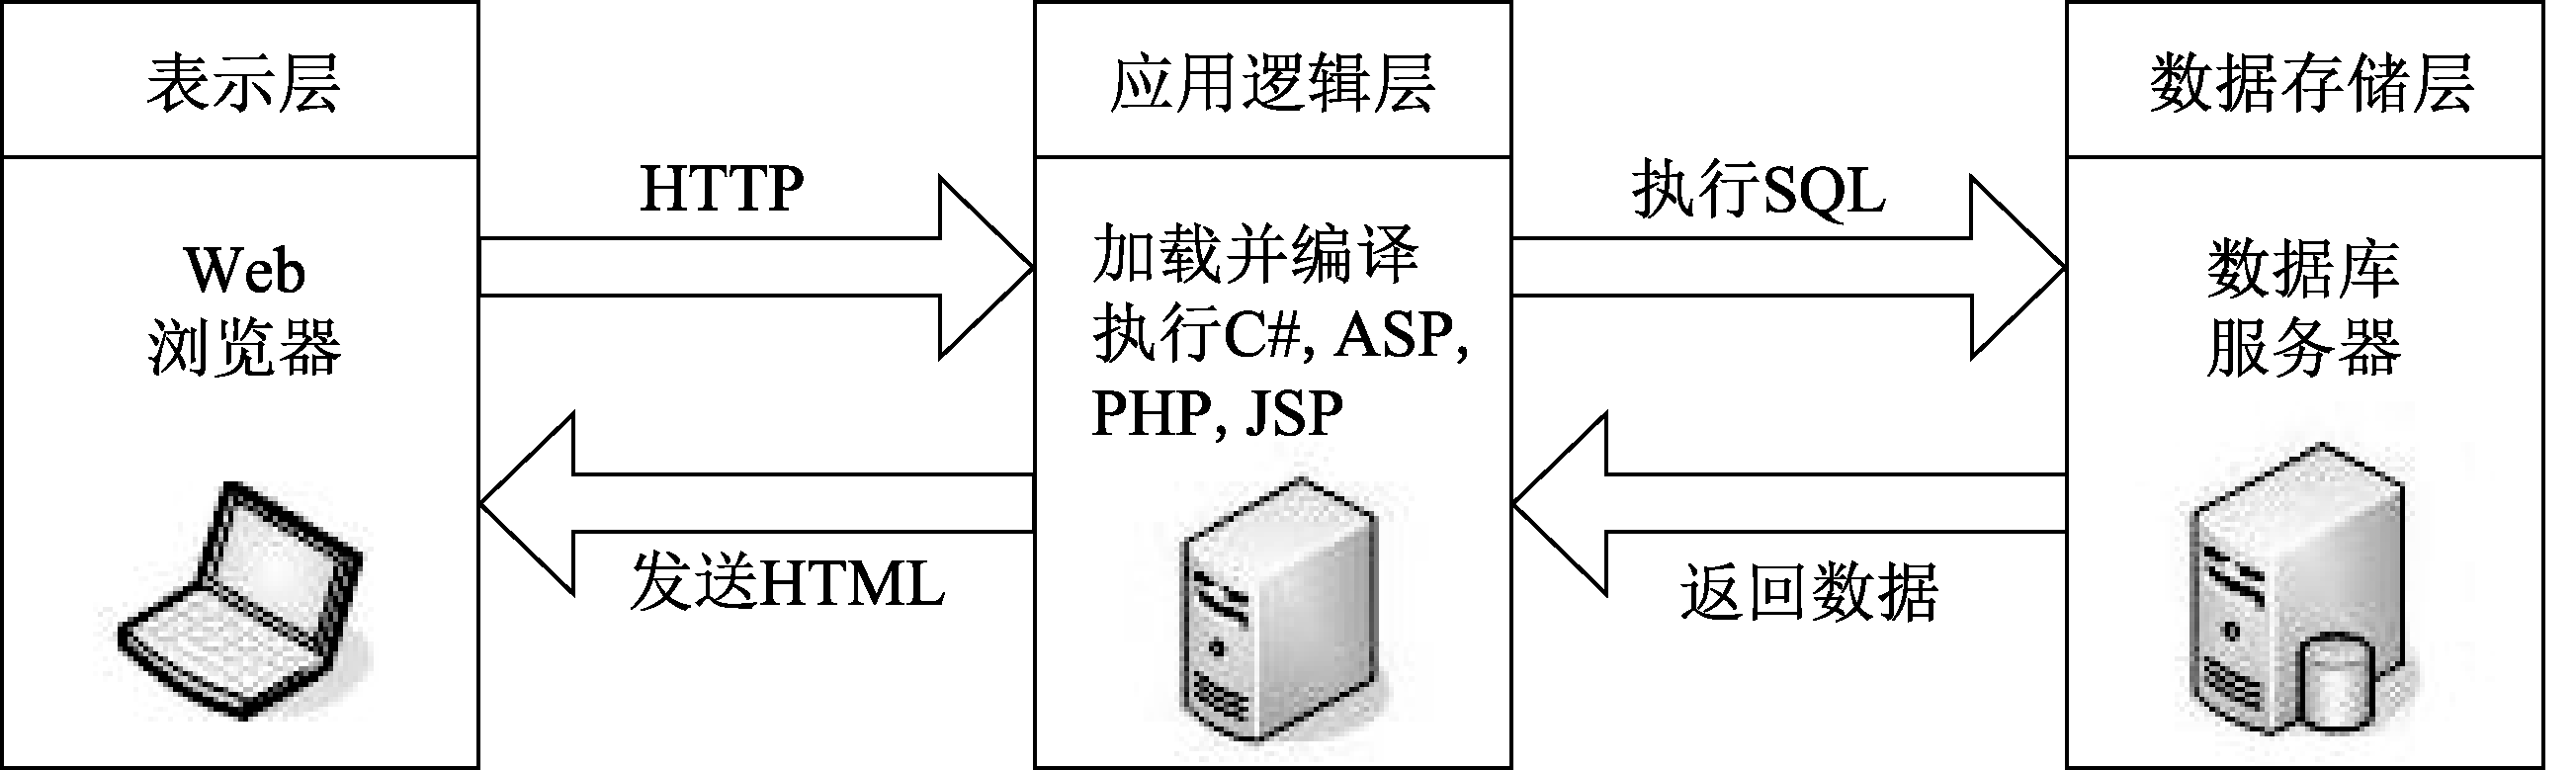 表示层
Web
浏览器
HTTP
发送HTML
应用逻辑层
加载并编译
执行C#, ASP,
PHP, JSP
执行SQL
返回数据
数据存储层
数据库
服务器